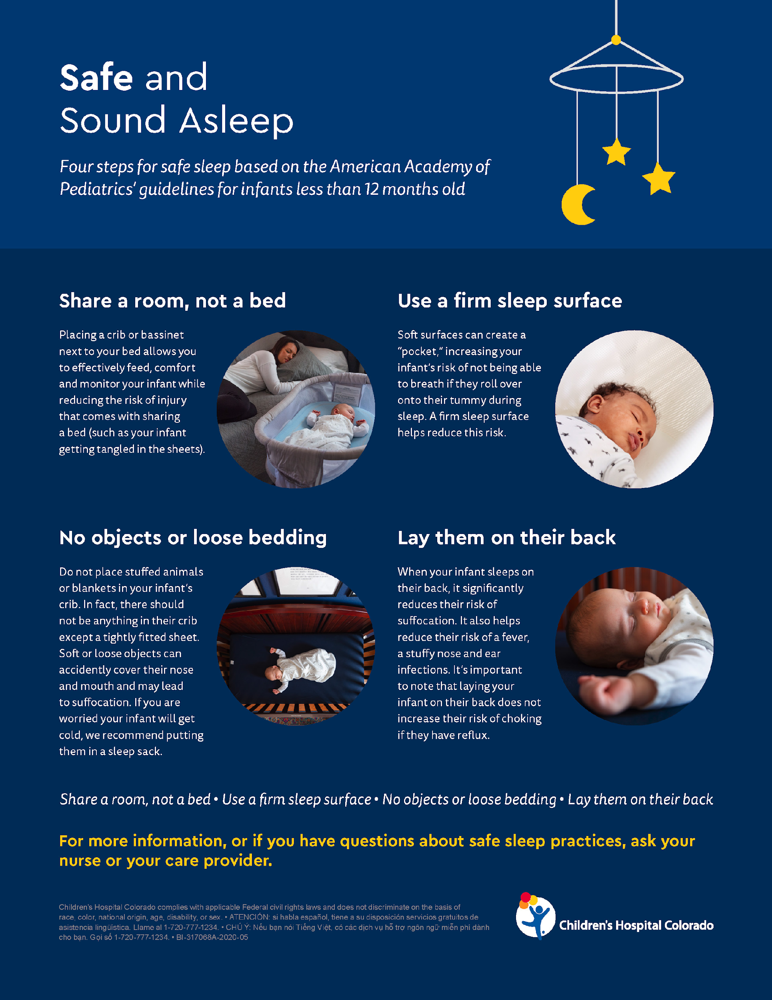 Safe and
Sound Asleep
Four steps for safe sleep based on the American Academy of
Pediatrics' guidelines for infants less than 12 months old
Share a room, not a bed
Placing a crib or bassinet
next to your bed allows you
to effectively feed, comfort
and monitor your infant while
reducing the risk of injury
that comes with sharing
a bed (such as your infant
getting tangled in the sheets).
Use a firm sleep surface
Soft surfaces can create a
"pocket," increasing your
infant's risk of not being able
to breath if they roll over
onto their tummy during
sleep. A firm sleep surface
helps reduce this risk.
No objects or loose bedding
Do not place stuffed animals
or blankets in your infant's
crib. In fact, there should
not be anything in their crib
except a tightly fitted sheet.
Soft or loose objects can
accidently cover their nose
and mouth and may lead
to suffocation. If you are
worried your infant will get
cold, we recommend putting
them in a sleep sack.
Lay them on their back
When your infant sleeps on
their back, it significantly
reduces their risk of
suffocation. It also helps
reduce their risk of a fever,
a stuffy nose and ear
infections. It's important
to note that laying your
infant on their back does not
increase their risk of choking
if they have reflux.
Share a room, not a bed • Use a firm sleep surface • No objects or loose bedding • Lay them on their back
For more information, or if you have questions about safe sleep practices, ask your
nurse or your care provider.
Children's Hospital Colorado complies with applicable Federal civil rights laws and does not discriminate on the basis of
race, color, national origin, age, disability, or sex. • ATENCIÓN: si habla español, tiene a su disposición servicios gratuitos de
asistencia lingüística. Llame al 1-720-777-1234. • CHÚ Ý: Nếu bạn nói Tiếng Việt, có các dịch vụ hỗ trợ ngôn ngữ miễn phí dành
cho bạn. Gọi số 1-720-777-1234. • BI-317068A-2020-05
Children's Hospital Colorado